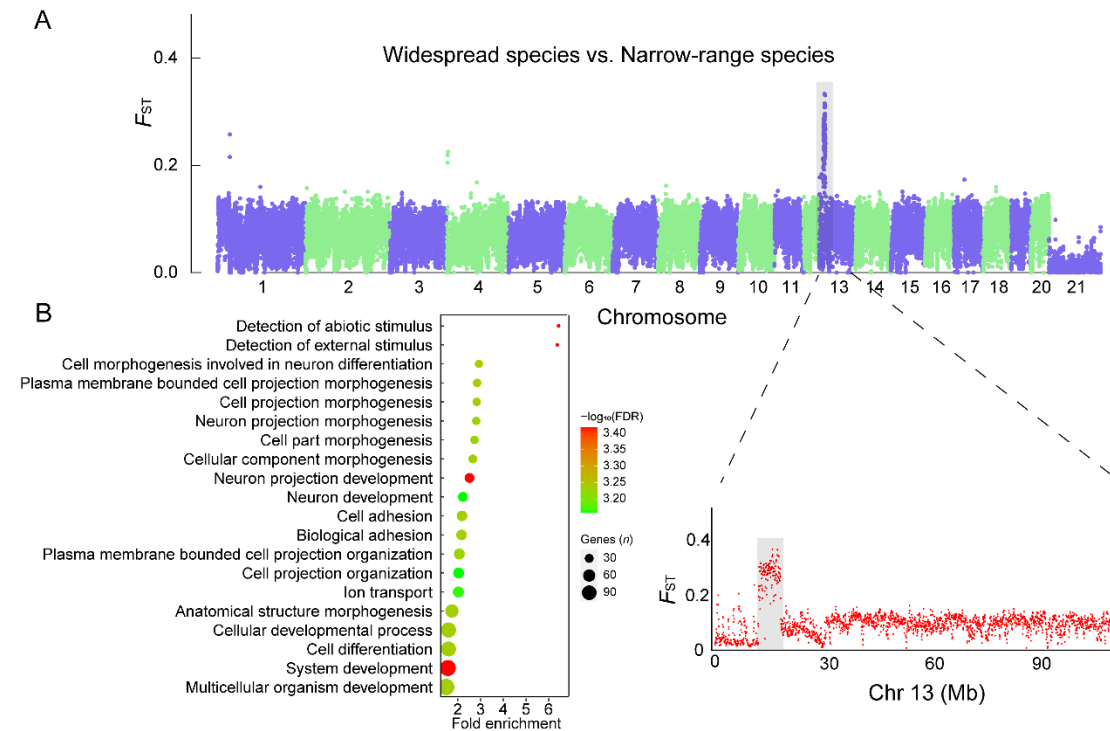 A
Widespread species vs. Narrow-range species
FST
0.4
0.2
0.0
1 2 3 4 5 6 7 8 9 10 11 13 14 15 16 17 18 20 21
Chromosome
B
Detection of abiotic stimulus
Detection of external stimulus
Cell morphogenesis involved in neuron differentiation
Plasma membrane bounded cell projection morphogenesis
Cell projection morphogenesis
Neuron projection morphogenesis
Cell part morphogenesis
Cellular component morphogenesis
Neuron projection development
Neuron development
Cell adhesion
Biological adhesion
Plasma membrane bounded cell projection organization
Cell projection organization
Ion transport
Anatomical structure morphogenesis
Cellular developmental process
Cell differentiation
System development
Multicellular organism development
2 3 4 5 6
Fold enrichment
−log₁₀(FDR)
3.40
3.35
3.30
3.25
3.20
Genes (n)
30
60
90
FST
0.4
0.2
0
0 30 60 90
Chr 13 (Mb)